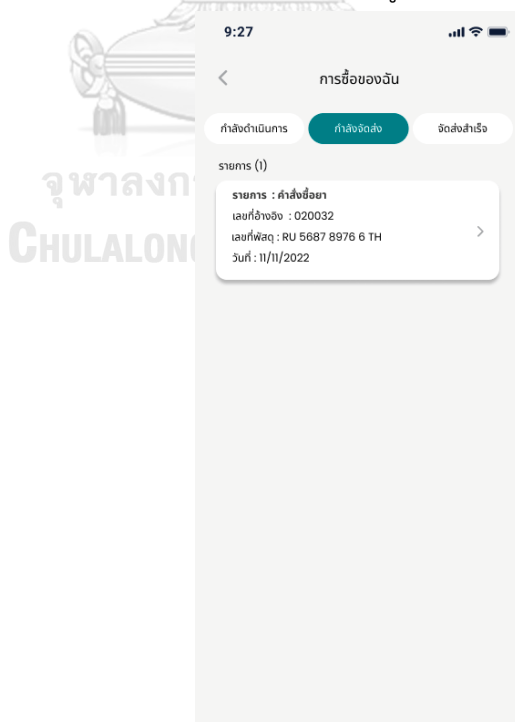 9:27
การซื้อของฉัน
กำลังดำเนินการ กำลังจัดส่ง จัดส่งสำเร็จ
รายการ (1)
รายการ : คำสั่งซื้อยา
เลขที่อ้างอิง : 020032
เลขที่พัสดุ : RU 5687 8976 6 TH
วันที่ : 11/11/2022
จุฬาลงก
CHULALON